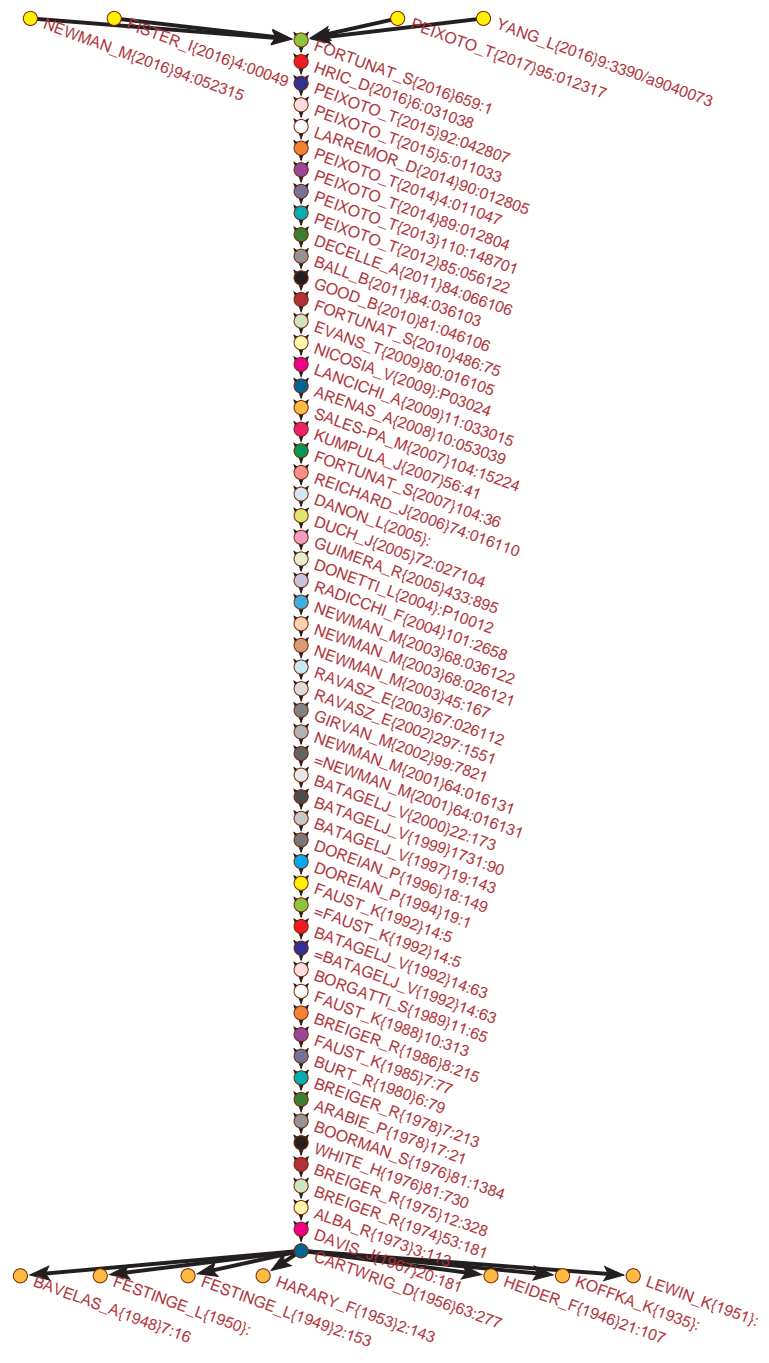 NEWMAN_M{2016}94:052315
FISTER_I{2016}4:00049
PEIXOTO_T{2017}95:012317
YANG_L{2016}9:3390/a9040073
FORTUNAT_S{2016}659:1
HRIC_D{2016}6:031038
PEIXOTO_T{2015}92:042807
PEIXOTO_T{2015}5:011033
LARREMOR_D{2014}90:012805
PEIXOTO_T{2014}4:011047
PEIXOTO_T{2014}89:012804
PEIXOTO_T{2013}110:148701
PEIXOTO_T{2012}85:056122
DECELLE_A{2011}84:066106
BALL_B{2011}84:036103
GOOD_B{2010}81:046106
FORTUNAT_S{2010}486:75
EVANS_T{2009}80:016105
NICOSIA_V{2009}:P03024
LANCICHI_A{2009}11:033015
ARENAS_A{2008}10:053039
SALES-PA_M{2007}104:15224
KUMPULA_J{2007}56:41
FORTUNAT_S{2007}104:36
REICHARD_J{2006}74:016110
DANON_L{2005}:
DUCH_J{2005}72:027104
GUIMERA_R{2005}433:895
DONETTI_L{2004}:P10012
RADICCHI_F{2004}101:2658
NEWMAN_M{2003}68:036122
NEWMAN_M{2003}68:026121
NEWMAN_M{2003}45:167
RAVASZ_E{2003}67:026112
RAVASZ_E{2002}297:1551
GIRVAN_M{2002}99:7821
NEWMAN_M{2001}64:016131
=NEWMAN_M{2001}64:016131
BATAGELJ_V{2000}22:173
BATAGELJ_V{1999}1731:90
BATAGELJ_V{1997}19:143
DOREIAN_P{1996}18:149
DOREIAN_P{1994}19:1
FAUST_K{1992}14:5
=FAUST_K{1992}14:5
BATAGELJ_V{1992}14:63
=BATAGELJ_V{1992}14:63
BORGATTI_S{1989}11:65
FAUST_K{1988}10:313
BREIGER_R{1986}8:215
FAUST_K{1985}7:77
BURT_R{1980}6:79
BREIGER_R{1978}7:213
ARABIE_P{1978}17:21
BOORMAN_S{1976}81:1384
WHITE_H{1976}81:730
BREIGER_R{1975}12:328
BREIGER_R{1974}53:181
ALBA_R{1973}3:113
DAVIS_J{1967}20:181
CARTWRIG_D{1956}63:277
BAVELAS_A{1948}7:16
FESTINGE_L{1950}:
FESTINGE_L{1949}2:153
HARARY_F{1953}2:143
HEIDER_F{1946}21:107
KOFFKA_K{1935}:
LEWIN_K{1951}: